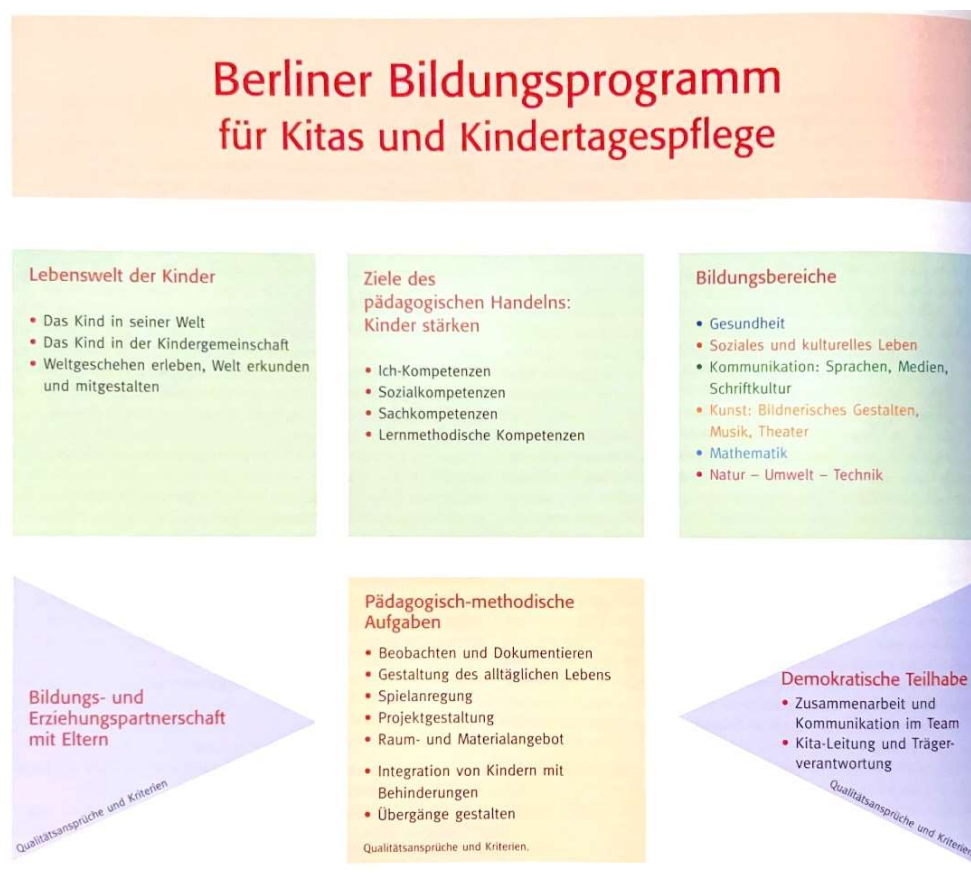 Berliner Bildungsprogramm
für Kitas und Kindertagespflege
Lebenswelt der Kinder
• Das Kind in seiner Welt
• Das Kind in der Kindergemeinschaft
• Weltgeschehen erleben, Welt erkunden
und mitgestalten
Ziele des
pädagogischen Handelns:
Kinder stärken
• Ich-Kompetenzen
• Sozialkompetenzen
• Sachkompetenzen
• Lernmethodische Kompetenzen
Bildungsbereiche
• Gesundheit
• Soziales und kulturelles Leben
• Kommunikation: Sprachen, Medien,
Schriftkultur
• Kunst: Bildnerisches Gestalten,
Musik, Theater
• Mathematik
• Natur – Umwelt – Technik
Bildungs- und
Erziehungspartnerschaft
mit Eltern
Qualitätsansprüche und Kriterien
Pädagogisch-methodische
Aufgaben
• Beobachten und Dokumentieren
• Gestaltung des alltäglichen Lebens
• Spielanregung
• Projektgestaltung
• Raum- und Materialangebot
• Integration von Kindern mit
Behinderungen
• Übergänge gestalten
Qualitätsansprüche und Kriterien.
Demokratische Teilhabe
• Zusammenarbeit und
Kommunikation im Team
• Kita-Leitung und Träger-
verantwortung
Qualitätsansprüche und Kriterien